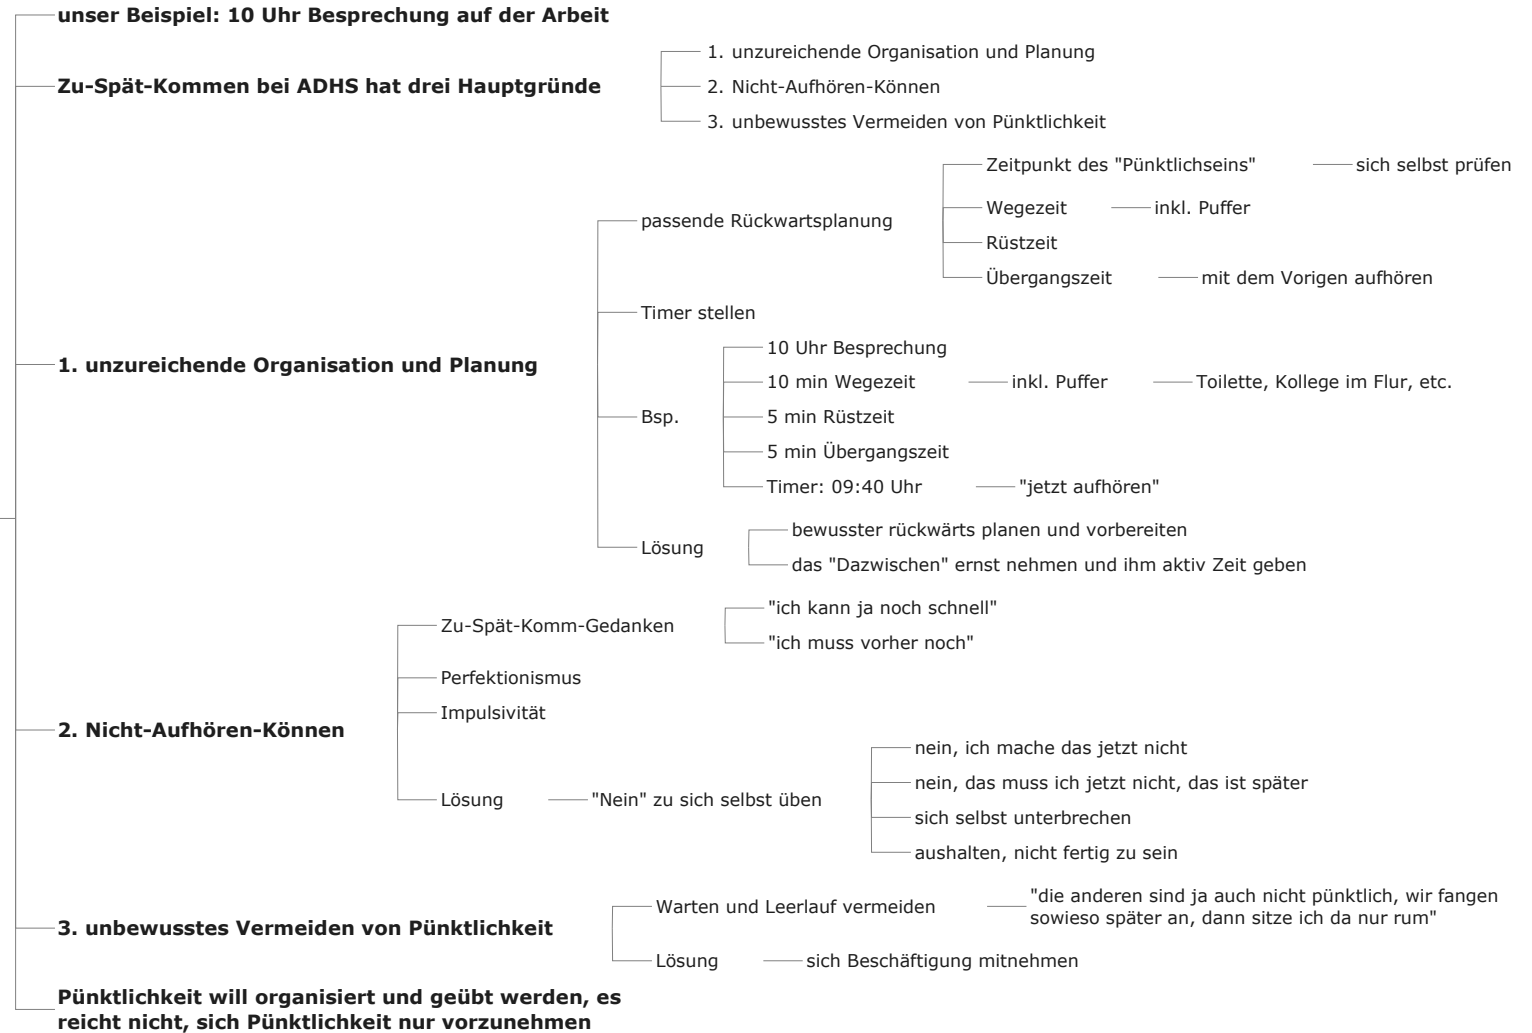 unser Beispiel: 10 Uhr Besprechung auf der Arbeit
Zu-Spät-Kommen bei ADHS hat drei Hauptgründe
1. unzureichende Organisation und Planung
2. Nicht-Aufhören-Können
3. unbewusstes Vermeiden von Pünktlichkeit
1. unzureichende Organisation und Planung
passende Rückwartsplanung
Zeitpunkt des "Pünktlichseins"
sich selbst prüfen
Wegezeit
inkl. Puffer
Rüstzeit
Übergangszeit
mit dem Vorigen aufhören
Timer stellen
Bsp.
10 Uhr Besprechung
10 min Wegezeit
inkl. Puffer
Toilette, Kollege im Flur, etc.
5 min Rüstzeit
5 min Übergangszeit
Timer: 09:40 Uhr
"jetzt aufhören"
Lösung
bewusster rückwärts planen und vorbereiten
das "Dazwischen" ernst nehmen und ihm aktiv Zeit geben
2. Nicht-Aufhören-Können
Zu-Spät-Komm-Gedanken
"ich kann ja noch schnell"
"ich muss vorher noch"
Perfektionismus
Impulsivität
Lösung
"Nein" zu sich selbst üben
nein, ich mache das jetzt nicht
nein, das muss ich jetzt nicht, das ist später
sich selbst unterbrechen
aushalten, nicht fertig zu sein
3. unbewusstes Vermeiden von Pünktlichkeit
Warten und Leerlauf vermeiden
"die anderen sind ja auch nicht pünktlich, wir fangen
sowieso später an, dann sitze ich da nur rum"
Lösung
sich Beschäftigung mitnehmen
Pünktlichkeit will organisiert und geübt werden, es
reicht nicht, sich Pünktlichkeit nur vorzunehmen